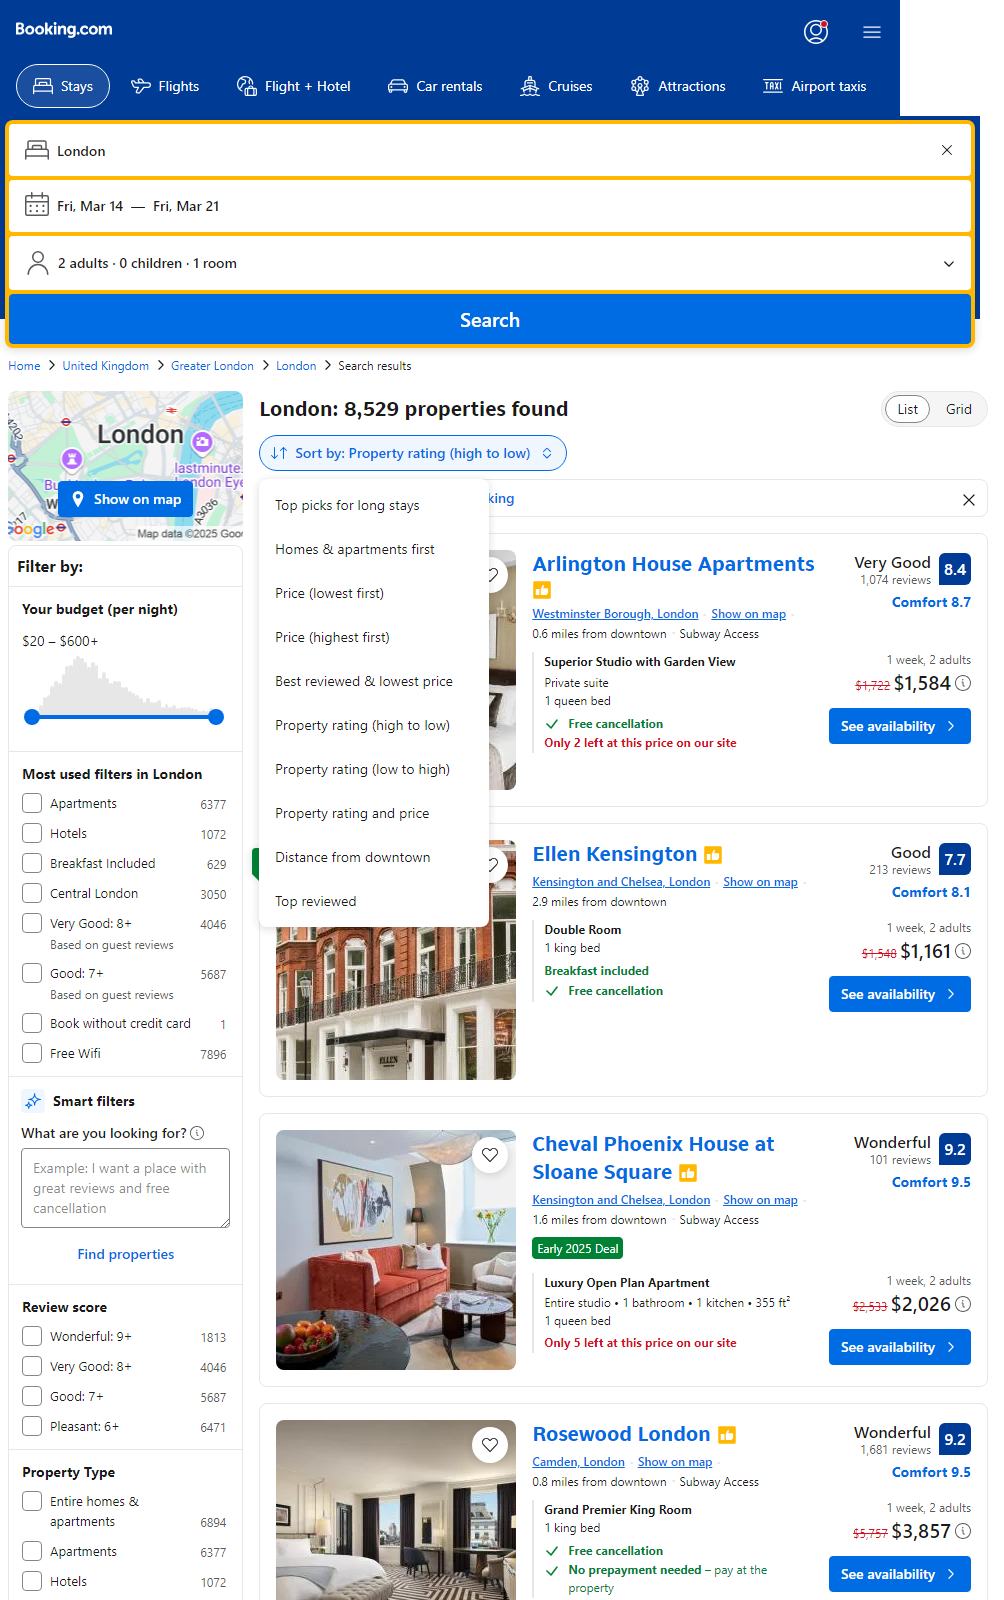 Booking.com
Stays
Flights
Flight + Hotel
Car rentals
Cruises
Attractions
TAXI
Airport taxis
London
Fri, Mar 14 — Fri, Mar 21
2 adults · 0 children · 1 room
Search
Home > United Kingdom > Greater London > London > Search results
London
lastminute.
London Eye
A3036
Show on map
Google
Map data ©2025
Filter by:
Your budget (per night)
$20 – $600+
Most used filters in London
Apartments 6377
Hotels 1072
Breakfast Included 629
Central London 3050
Very Good: 8+ 4046
Based on guest reviews
Good: 7+ 5687
Based on guest reviews
Book without credit card 1
Free Wifi 7896
Smart filters
What are you looking for?
Example: I want a place with
great reviews and free
cancellation
Find properties
Review score
Wonderful: 9+ 1813
Very Good: 8+ 4046
Good: 7+ 5687
Pleasant: 6+ 6471
Property Type
Entire homes &
apartments 6894
Apartments 6377
Hotels 1072
London: 8,529 properties found
List
Grid
Sort by: Property rating (high to low)
Top picks for long stays
Homes & apartments first
Price (lowest first)
Price (highest first)
Best reviewed & lowest price
Property rating (high to low)
Property rating (low to high)
Property rating and price
Distance from downtown
Top reviewed
king
Arlington House Apartments
Westminster Borough, London · Show on map ·
0.6 miles from downtown · Subway Access
Superior Studio with Garden View
Private suite
1 queen bed
Free cancellation
Only 2 left at this price on our site
Very Good
1,074 reviews
8.4
Comfort 8.7
1 week, 2 adults
$1,722 $1,584
See availability
Ellen Kensington
Kensington and Chelsea, London · Show on map ·
2.9 miles from downtown
Double Room
1 king bed
Breakfast included
Free cancellation
Good
213 reviews
7.7
Comfort 8.1
1 week, 2 adults
$1,548 $1,161
See availability
ELLEN
Cheval Phoenix House at
Sloane Square
Kensington and Chelsea, London · Show on map ·
1.6 miles from downtown · Subway Access
Early 2025 Deal
Luxury Open Plan Apartment
Entire studio • 1 bathroom • 1 kitchen • 355 ft²
1 queen bed
Only 5 left at this price on our site
Wonderful
101 reviews
9.2
Comfort 9.5
1 week, 2 adults
$2,533 $2,026
See availability
Rosewood London
Camden, London · Show on map ·
0.8 miles from downtown · Subway Access
Grand Premier King Room
1 king bed
Free cancellation
No prepayment needed – pay at the
property
Wonderful
1,681 reviews
9.2
Comfort 9.5
1 week, 2 adults
$5,757 $3,857
See availability